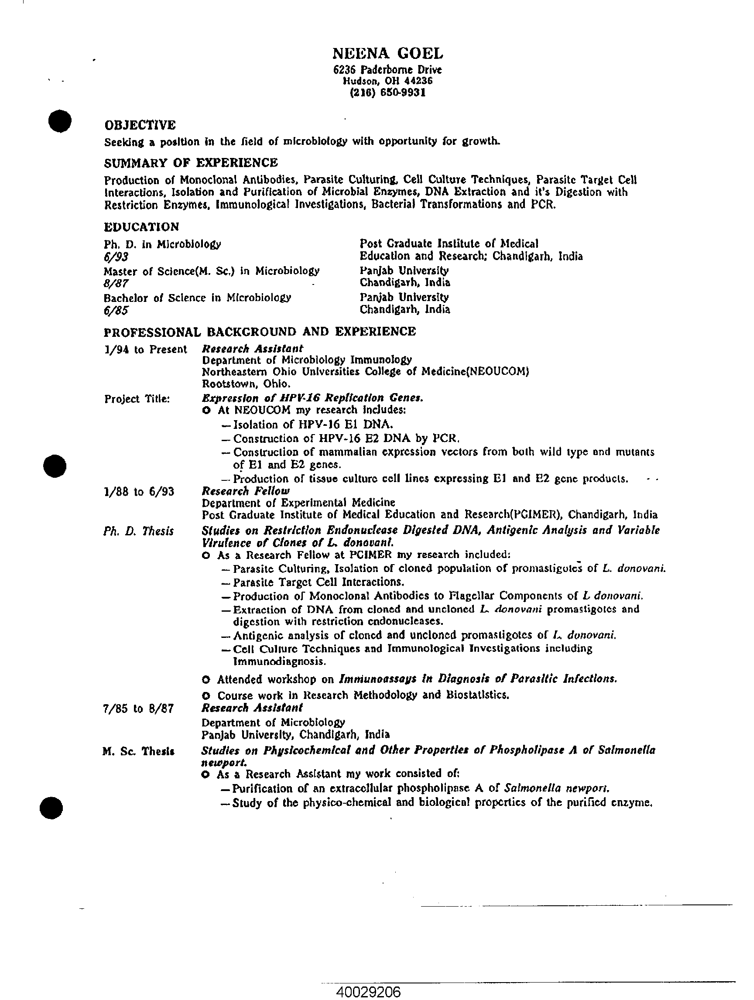 NEENA GOEL
6236 Paderborne Drive
Hudson, OH 44236
(216) 650-9931
OBJECTIVE
Seeking a position in the field of microbiology with opportunity for growth.
SUMMARY OF EXPERIENCE
Production of Monoclonal Antibodies, Parasite Culturing, Cell Culture Techniques, Parasite Target Cell
Interactions, Isolation and Purification of Microbial Enzymes, DNA Extraction and it's Digestion with
Restriction Enzymes, Immunological Investigations, Bacterial Transformations and PCR.
EDUCATION
Ph. D. in Microbiology Post Graduate Institute of Medical
6/93 Education and Research; Chandigarh, India
Master of Science(M. Sc.) in Microbiology Panjab University
8/87 Chandigarh, India
Bachelor of Science in Microbiology Panjab University
6/85 Chandigarh, India
PROFESSIONAL BACKGROUND AND EXPERIENCE
1/94 to Present Research Assistant
Department of Microbiology Immunology
Northeastern Ohio Universities College of Medicine(NEOUCOM)
Rootstown, Ohio.
Project Title: Expression of HPV-16 Replication Genes.
O At NEOUCOM my research includes:
— Isolation of HPV-16 E1 DNA.
— Construction of HPV-16 E2 DNA by PCR.
— Construction of mammalian expression vectors from both wild type and mutants
of E1 and E2 genes.
— Production of tissue culture cell lines expressing E1 and E2 gene products.
1/88 to 6/93 Research Fellow
Department of Experimental Medicine
Post Graduate Institute of Medical Education and Research(PGIMER), Chandigarh, India
Ph. D. Thesis Studies on Restriction Endonuclease Digested DNA, Antigenic Analysis and Variable
Virulence of Clones of L. donovani.
O As a Research Fellow at PGIMER my research included:
— Parasite Culturing, Isolation of cloned population of promastigotes of L. donovani.
— Parasite Target Cell Interactions.
— Production of Monoclonal Antibodies to Flagellar Components of L donovani.
— Extraction of DNA from cloned and uncloned L. donovani promastigotes and
digestion with restriction endonucleases.
— Antigenic analysis of cloned and uncloned promastigotes of L. donovani.
— Cell Culture Techniques and Immunological Investigations including
Immunodiagnosis.
O Attended workshop on Immunoassays in Diagnosis of Parasitic Infections.
O Course work in Research Methodology and Biostatistics.
7/85 to 8/87 Research Assistant
Department of Microbiology
Panjab University, Chandigarh, India
M. Sc. Thesis Studies on Physicochemical and Other Properties of Phospholipase A of Salmonella
newport.
O As a Research Assistant my work consisted of:
— Purification of an extracellular phospholipase A of Salmonella newport.
— Study of the physico-chemical and biological properties of the purified enzyme.
40029206